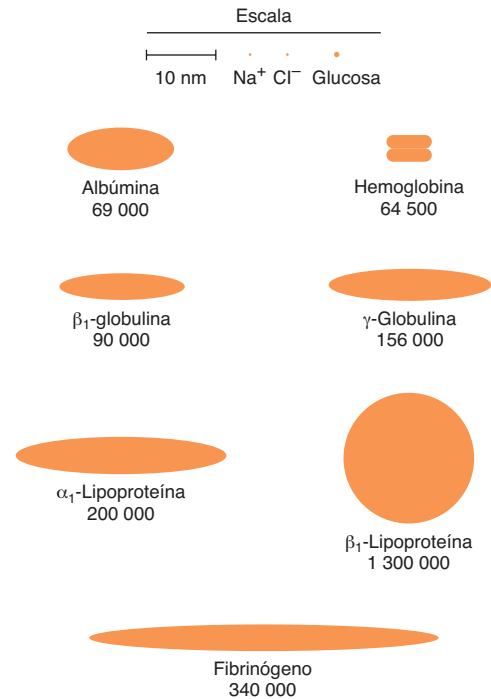 Escala
10 nm Na⁺ Cl⁻ Glucosa
Albúmina
69 000
Hemoglobina
64 500
β₁-globulina
90 000
γ-Globulina
156 000
α₁-Lipoproteína
200 000
β₁-Lipoproteína
1 300 000
Fibrinógeno
340 000